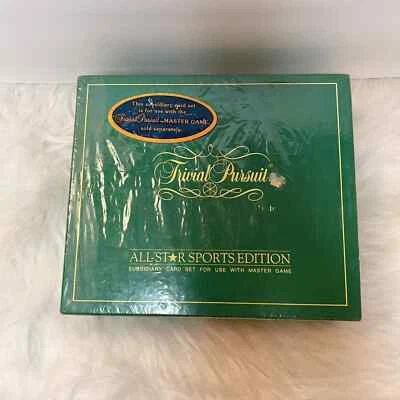 This subsidiary card set
is for use with the
Trivial Pursuit MASTER GAME
sold separately.
Trivial Pursuit
ALL-STAR SPORTS EDITION
SUBSIDIARY CARD SET FOR USE WITH MASTER GAME